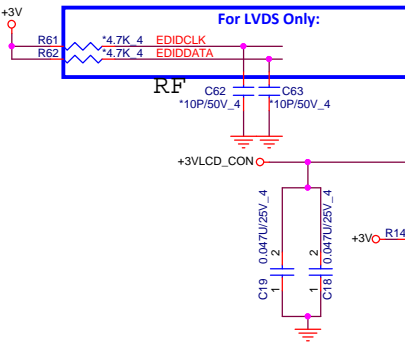 +3V
For LVDS Only:
R61 *4.7K_4 EDIDCLK
R62 *4.7K_4 EDIDDATA
RF
C62 C63
*10P/50V_4 *10P/50V_4
+3VLCD_CON
0.047U/25V_4
0.047U/25V_4
+3V R14
2 2
1 1
C19 C18